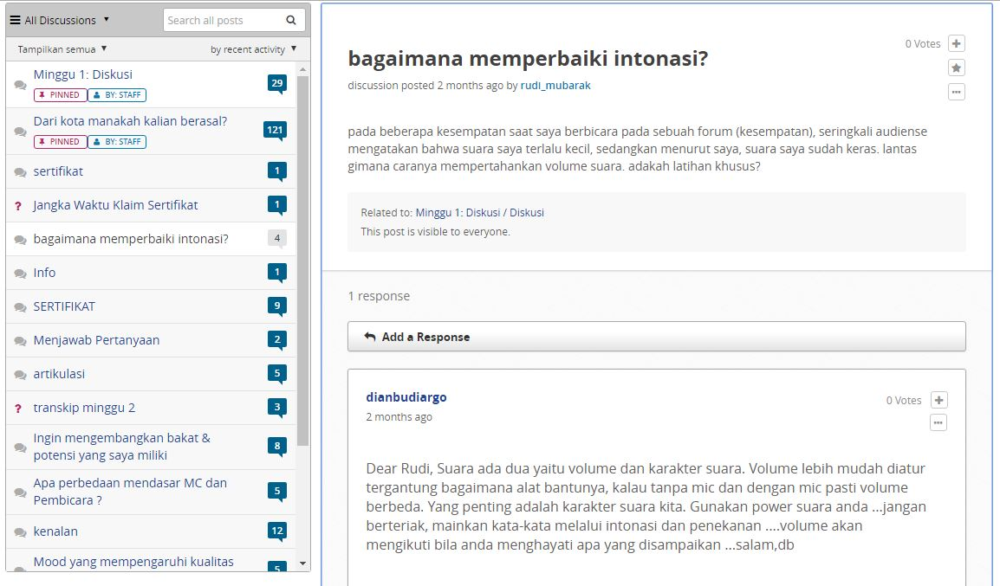 All Discussions
Search all posts
Tampilkan semua
by recent activity
Minggu 1: Diskusi
29
PINNED
BY: STAFF
Dari kota manakah kalian berasal?
121
PINNED
BY: STAFF
sertifikat
1
?
Jangka Waktu Klaim Sertifikat
1
bagaimana memperbaiki intonasi?
4
Info
1
SERTIFIKAT
9
Menjawab Pertanyaan
2
artikulasi
5
?
transkip minggu 2
3
Ingin mengembangkan bakat &
potensi yang saya miliki
8
Apa perbedaan mendasar MC dan
Pembicara ?
5
kenalan
12
Mood yang mempengaruhi kualitas
5
0 Votes
bagaimana memperbaiki intonasi?
discussion posted 2 months ago by rudi_mubarak
pada beberapa kesempatan saat saya berbicara pada sebuah forum (kesempatan), seringkali audiense
mengatakan bahwa suara saya terlalu kecil, sedangkan menurut saya, suara saya sudah keras. lantas
gimana caranya mempertahankan volume suara. adakah latihan khusus?
Related to: Minggu 1: Diskusi / Diskusi
This post is visible to everyone.
1 response
Add a Response
dianbudiargo
0 Votes
2 months ago
Dear Rudi, Suara ada dua yaitu volume dan karakter suara. Volume lebih mudah diatur
tergantung bagaimana alat bantunya, kalau tanpa mic dan dengan mic pasti volume
berbeda. Yang penting adalah karakter suara kita. Gunakan power suara anda ...jangan
berteriak, mainkan kata-kata melalui intonasi dan penekanan ....volume akan
mengikuti bila anda menghayati apa yang disampaikan ...salam,db